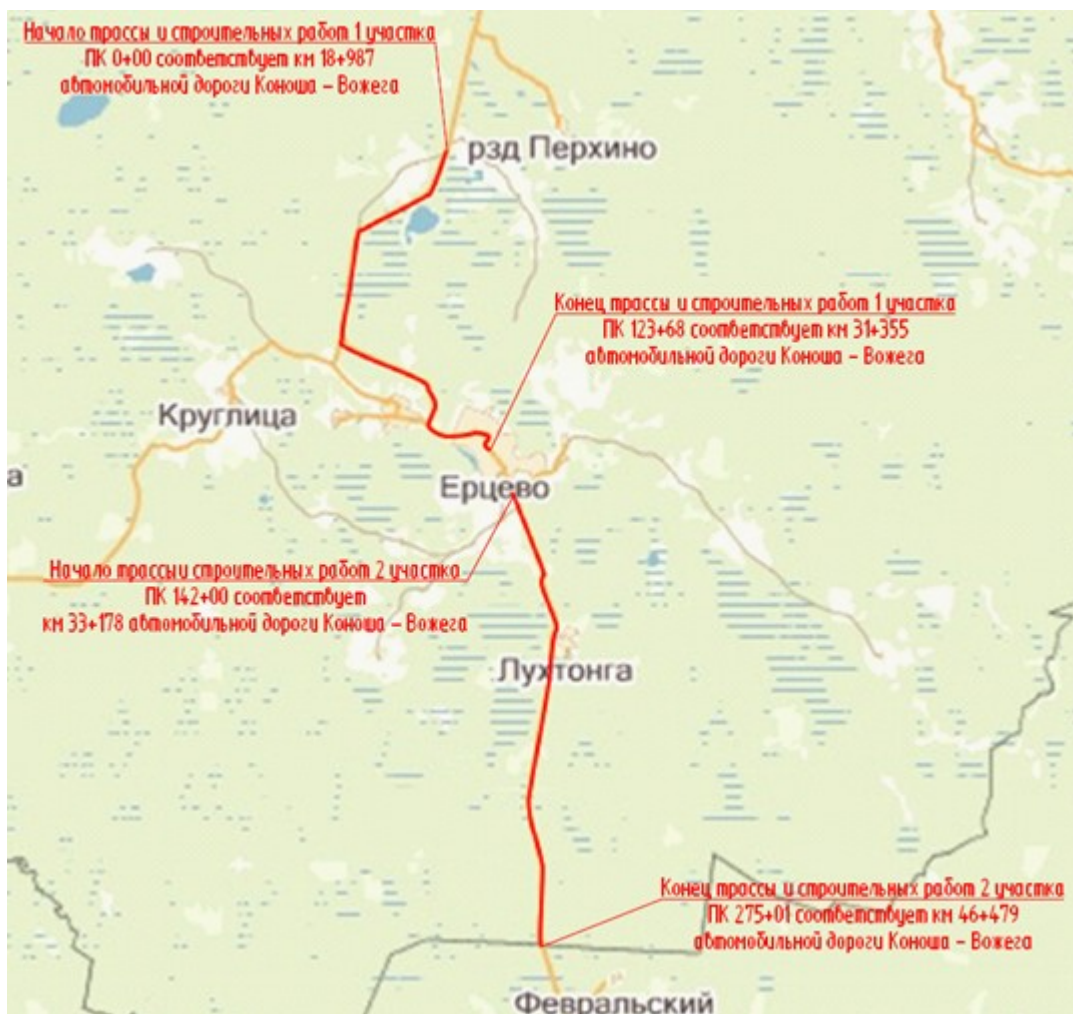 Начало трассы и строительных работ 1 участка
ПК 0+00 соответствует км 18+987
автомобильной дороги Коноша – Вожега
рзд Перхино
Конец трассы и строительных работ 1 участка
ПК 123+68 соответствует км 31+355
автомобильной дороги Коноша – Вожега
Круглица
а
Ерцево
Начало трассыи строительных работ 2 участка
ПК 142+00 соответствует
км 33+178 автомобильной дороги Коноша – Вожега
Лухтонга
Конец трассы и строительных работ 2 участка
ПК 275+01 соответствует км 46+479
автомобильной дороги Коноша – Вожега
Февральский